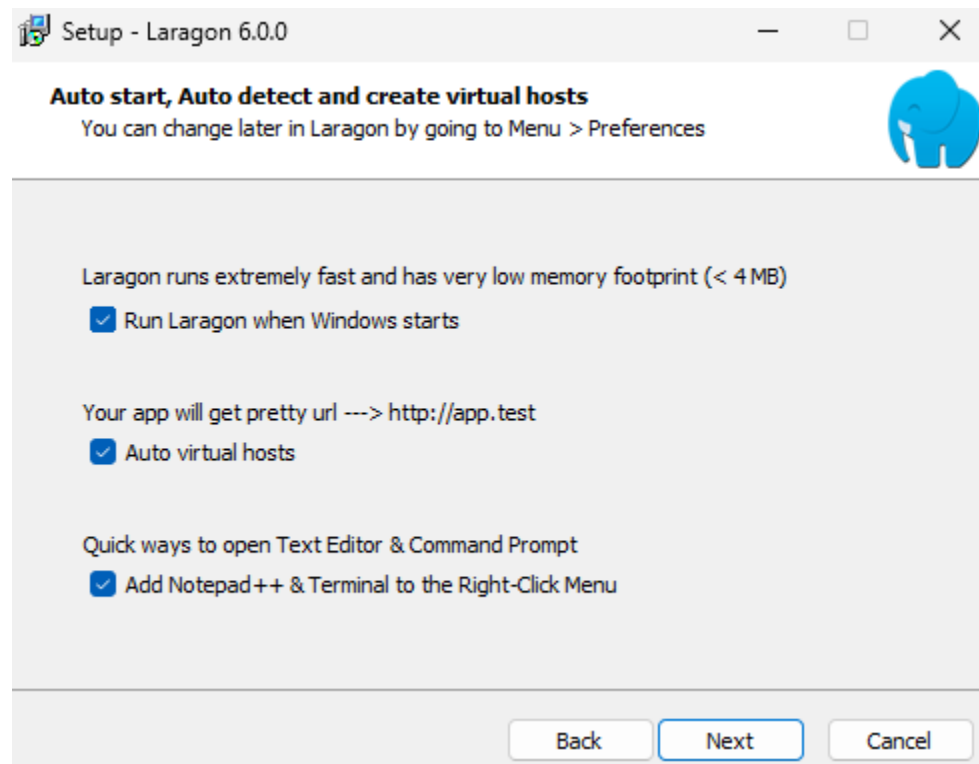 Setup - Laragon 6.0.0
Auto start, Auto detect and create virtual hosts
You can change later in Laragon by going to Menu > Preferences
Laragon runs extremely fast and has very low memory footprint (< 4 MB)
Run Laragon when Windows starts
Your app will get pretty url ---> http://app.test
Auto virtual hosts
Quick ways to open Text Editor & Command Prompt
Add Notepad++ & Terminal to the Right-Click Menu
Back Next Cancel